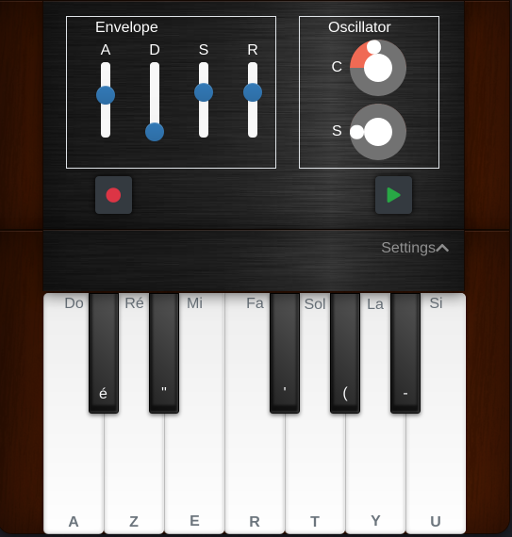 Envelope
A D S R
Oscillator
C
S
Settings
Do Ré Mi Fa Sol La Si
é " ' ( -
A Z E R T Y U